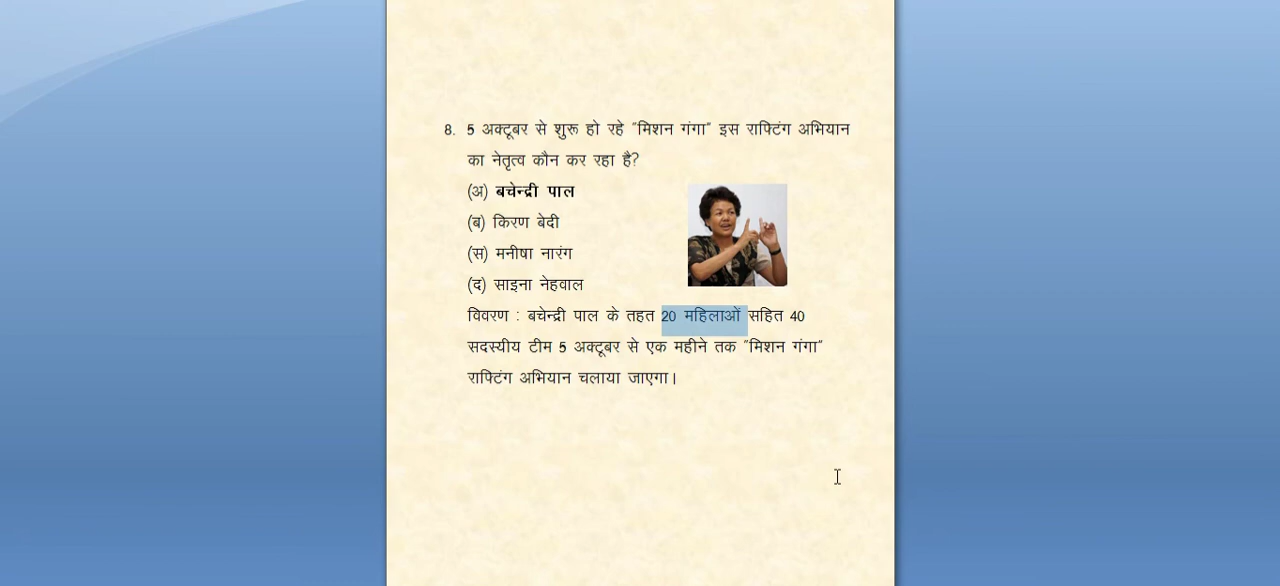 8. 5 अक्टूबर से शुरू हो रहे "मिशन गंगा" इस राफ्टिंग अभियान
का नेतृत्व कौन कर रहा है?
(अ) बचेन्द्री पाल
(ब) किरण बेदी
(स) मनीषा नारंग
(द) साइना नेहवाल
विवरण : बचेन्द्री पाल के तहत 20 महिलाओं सहित 40
सदस्यीय टीम 5 अक्टूबर से एक महीने तक "मिशन गंगा"
राफ्टिंग अभियान चलाया जाएगा।